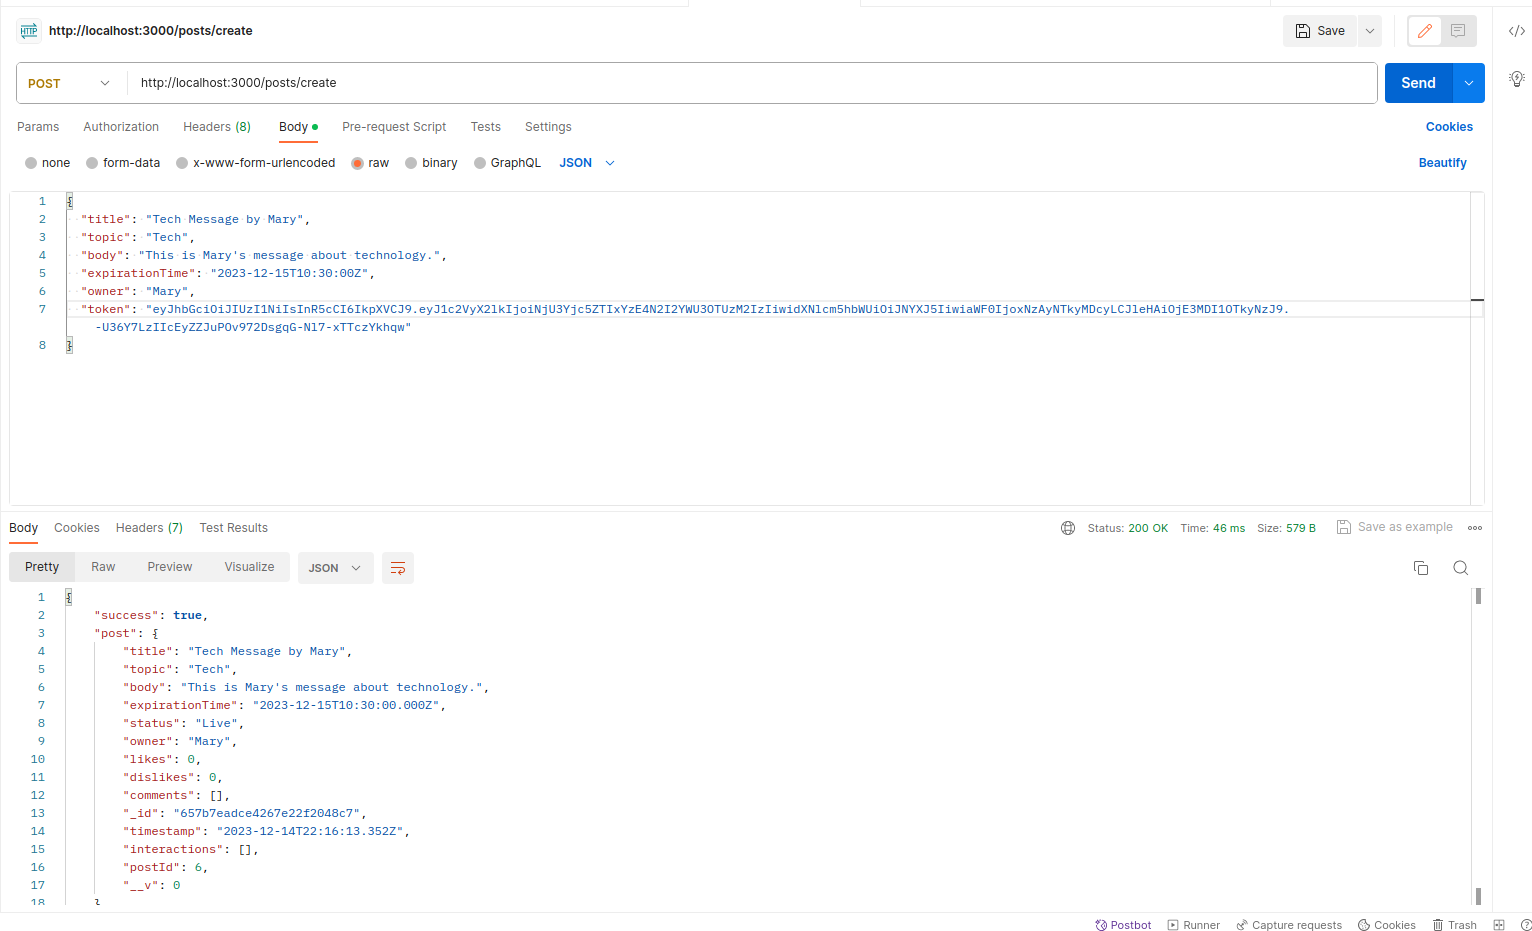 HTTP http://localhost:3000/posts/create Save
POST http://localhost:3000/posts/create Send
Params Authorization Headers (8) Body Pre-request Script Tests Settings Cookies
none form-data x-www-form-urlencoded raw binary GraphQL JSON Beautify
1 {
2 "title": "Tech Message by Mary",
3 "topic": "Tech",
4 "body": "This is Mary's message about technology.",
5 "expirationTime": "2023-12-15T10:30:00Z",
6 "owner": "Mary",
7 "token": "eyJhbGciOiJIUzI1NiIsInR5cCI6IkpXVCJ9.eyJ1c2VyX2lkIjoiNjU3Yjc5ZTIxYzE4N2I2YWU3OTUzM2IzIiwidXNlcm5hbWUiOiJNYXJ5IiwiaWF0IjoxNzAyNTkyMDcyLCJleHAiOjE3MDI1OTkyNzJ9.
-U36Y7LzIIcEyZZJuPOv972DsgqG-Nl7-xTTczYkhqw"
8 }
Body Cookies Headers (7) Test Results Status: 200 OK Time: 46 ms Size: 579 B Save as example
Pretty Raw Preview Visualize JSON
1 {
2 "success": true,
3 "post": {
4 "title": "Tech Message by Mary",
5 "topic": "Tech",
6 "body": "This is Mary's message about technology.",
7 "expirationTime": "2023-12-15T10:30:00.000Z",
8 "status": "Live",
9 "owner": "Mary",
10 "likes": 0,
11 "dislikes": 0,
12 "comments": [],
13 "_id": "657b7eadce4267e22f2048c7",
14 "timestamp": "2023-12-14T22:16:13.352Z",
15 "interactions": [],
16 "postId": 6,
17 "__v": 0
18 }
Postbot Runner Capture requests Cookies Trash